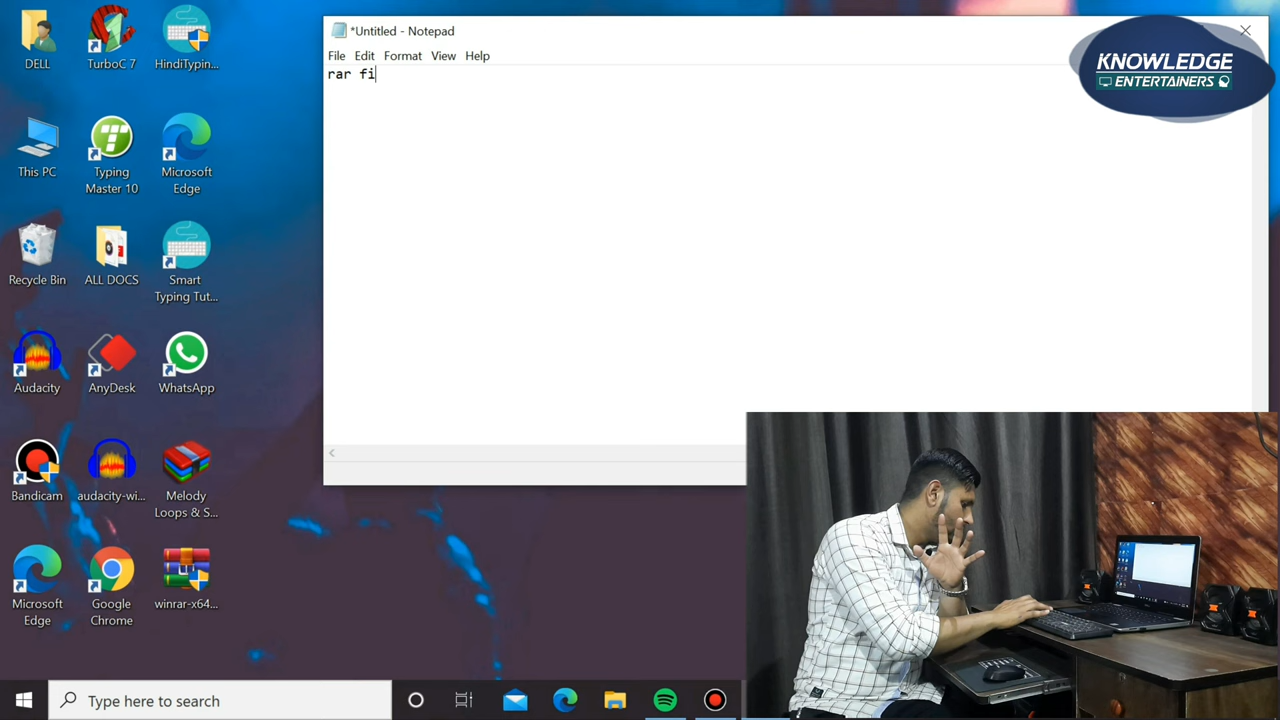 DELL
TurboC 7
HindiTypin...
This PC
Typing
Master 10
Microsoft
Edge
Recycle Bin
ALL DOCS
Smart
Typing Tut...
Audacity
AnyDesk
WhatsApp
Bandicam
audacity-wi...
Melody
Loops & S...
Microsoft
Edge
Google
Chrome
winrar-x64...
*Untitled - Notepad
File Edit Format View Help
rar fi
KNOWLEDGE
ENTERTAINERS
Type here to search